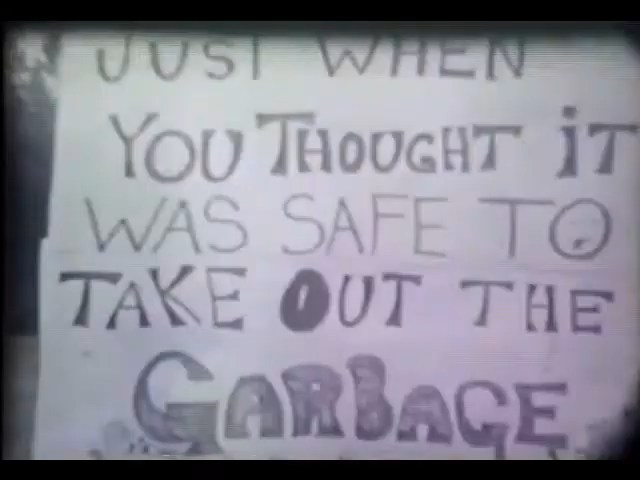 JUST WHEN
YOU THOUGHT iT
WAS SAFE TO
TAKE OUT THE
GARBAGE